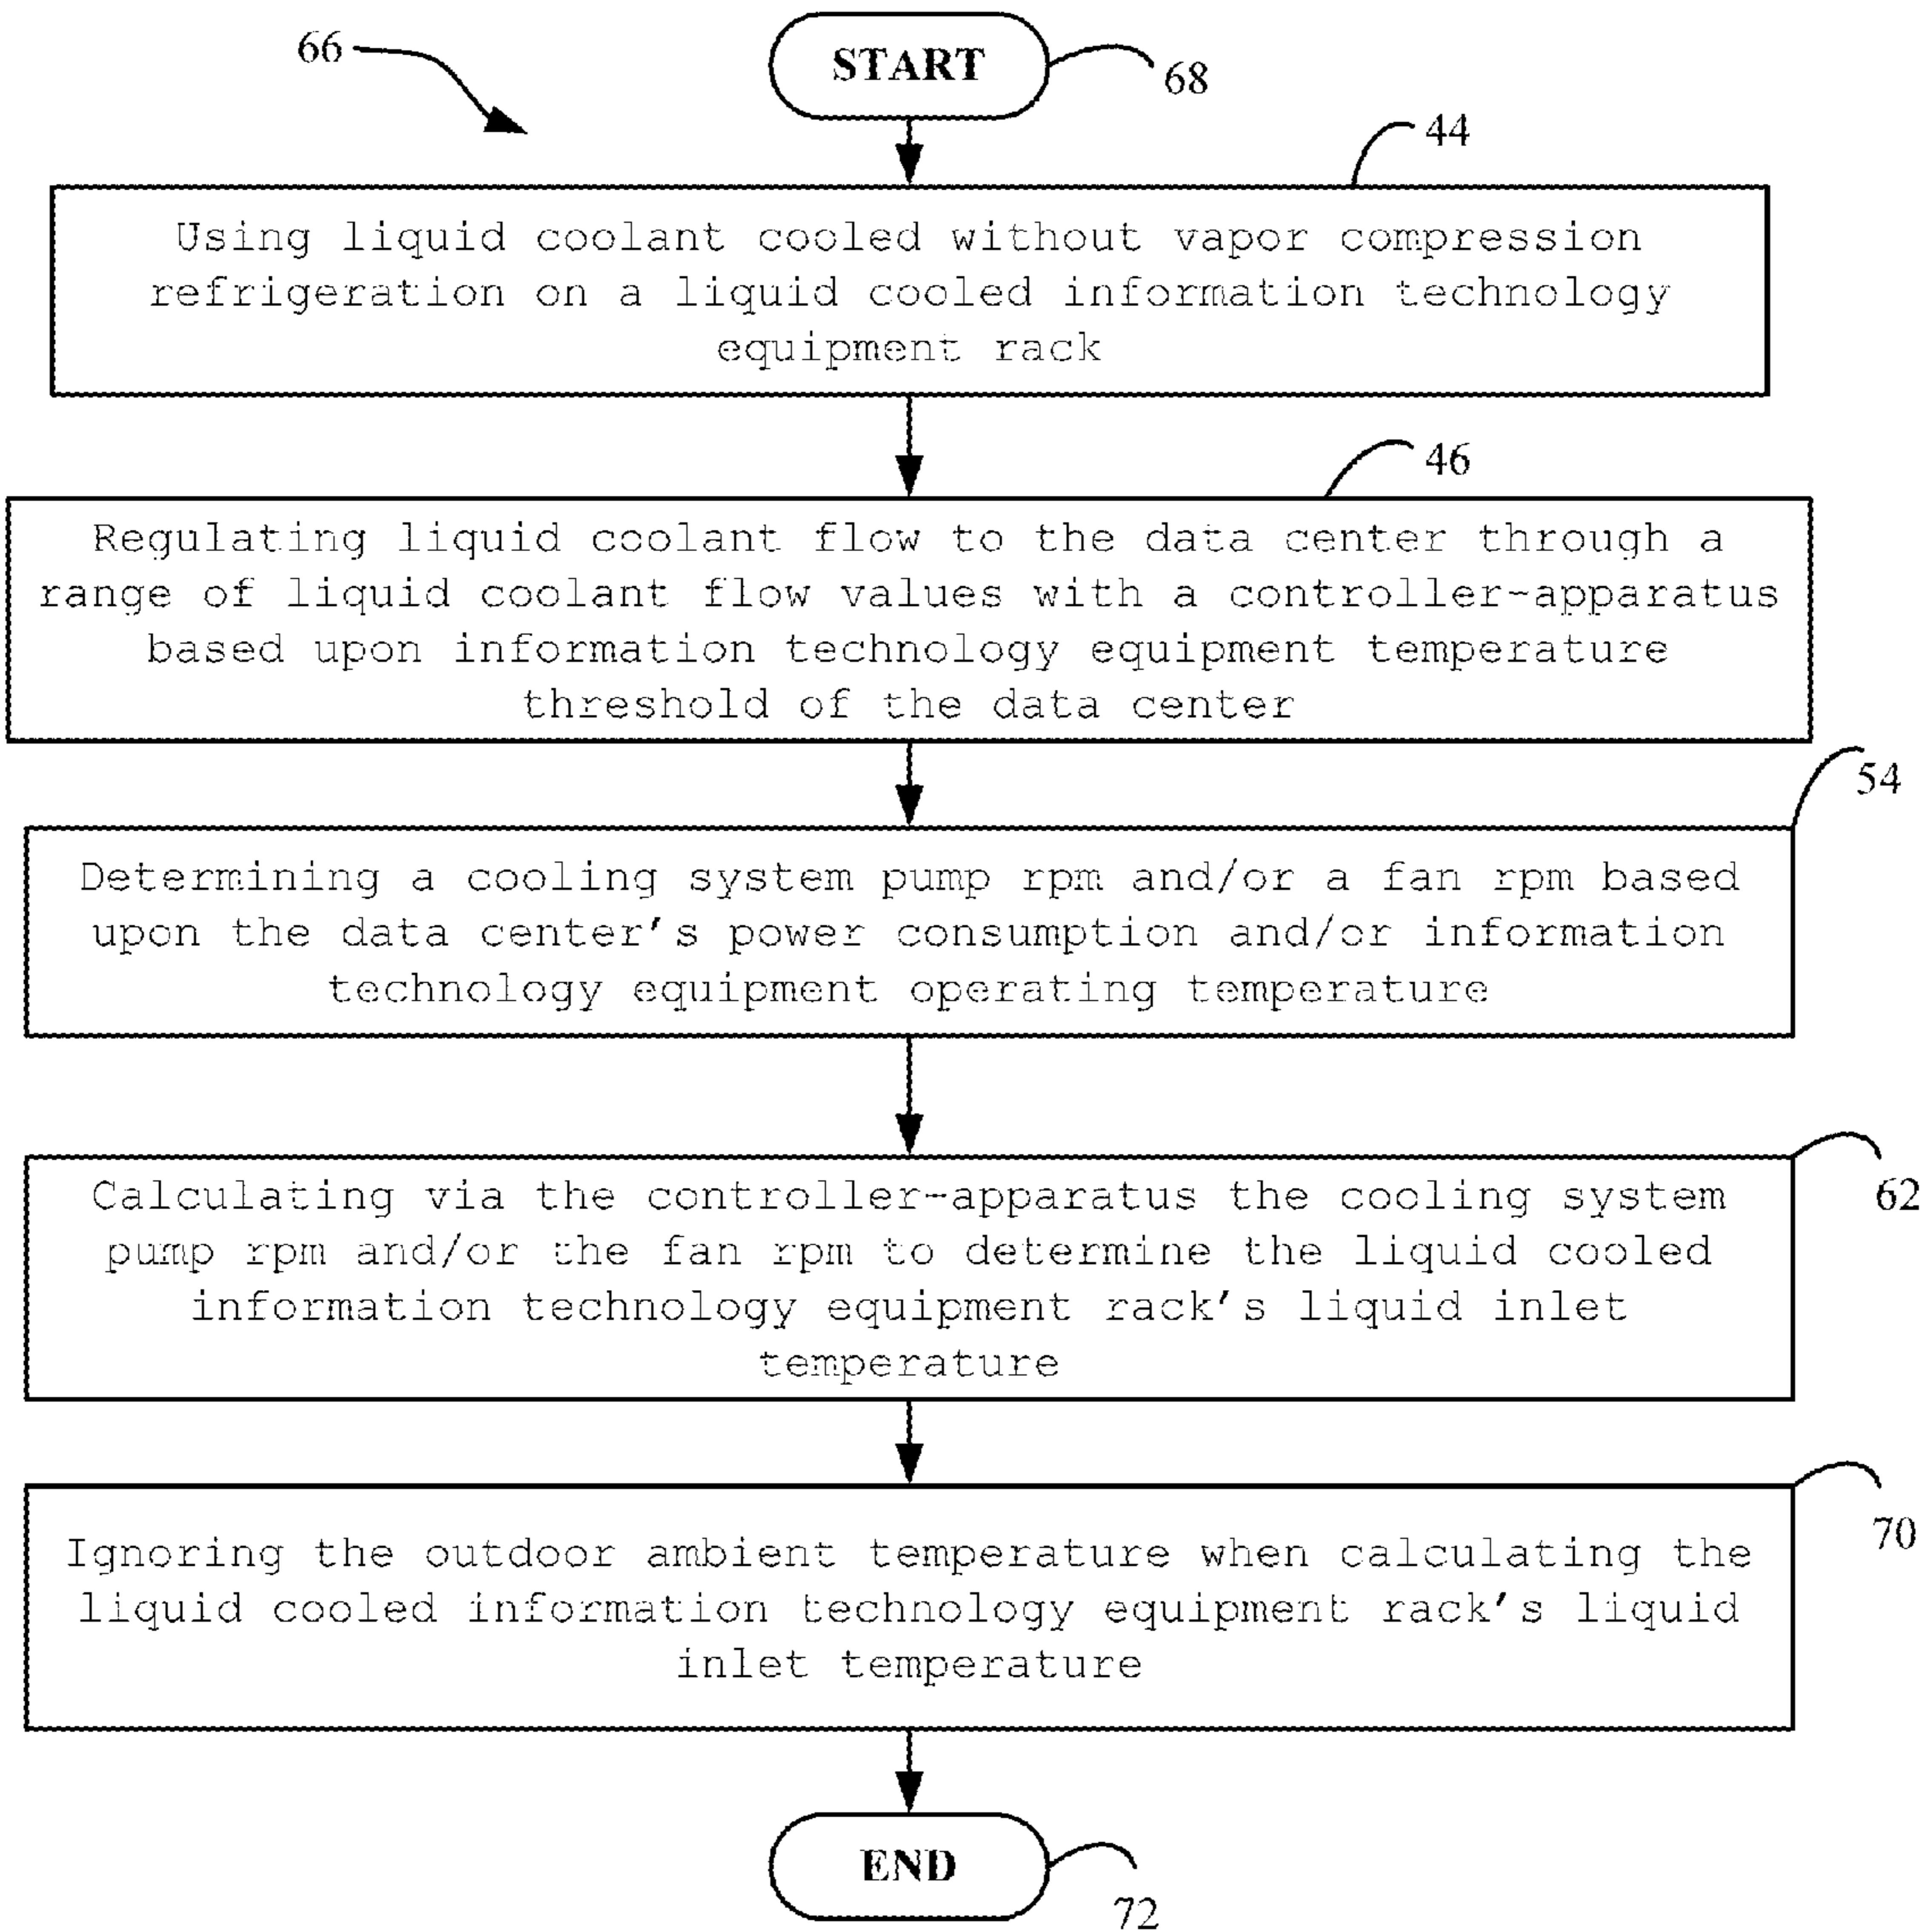 66
START
68
44
Using liquid coolant cooled without vapor compression
refrigeration on a liquid cooled information technology
equipment rack
46
Regulating liquid coolant flow to the data center through a
range of liquid coolant flow values with a controller-apparatus
based upon information technology equipment temperature
threshold of the data center
54
Determining a cooling system pump rpm and/or a fan rpm based
upon the data center's power consumption and/or information
technology equipment operating temperature
62
Calculating via the controller-apparatus the cooling system
pump rpm and/or the fan rpm to determine the liquid cooled
information technology equipment rack's liquid inlet
temperature
70
Ignoring the outdoor ambient temperature when calculating the
liquid cooled information technology equipment rack's liquid
inlet temperature
END
72